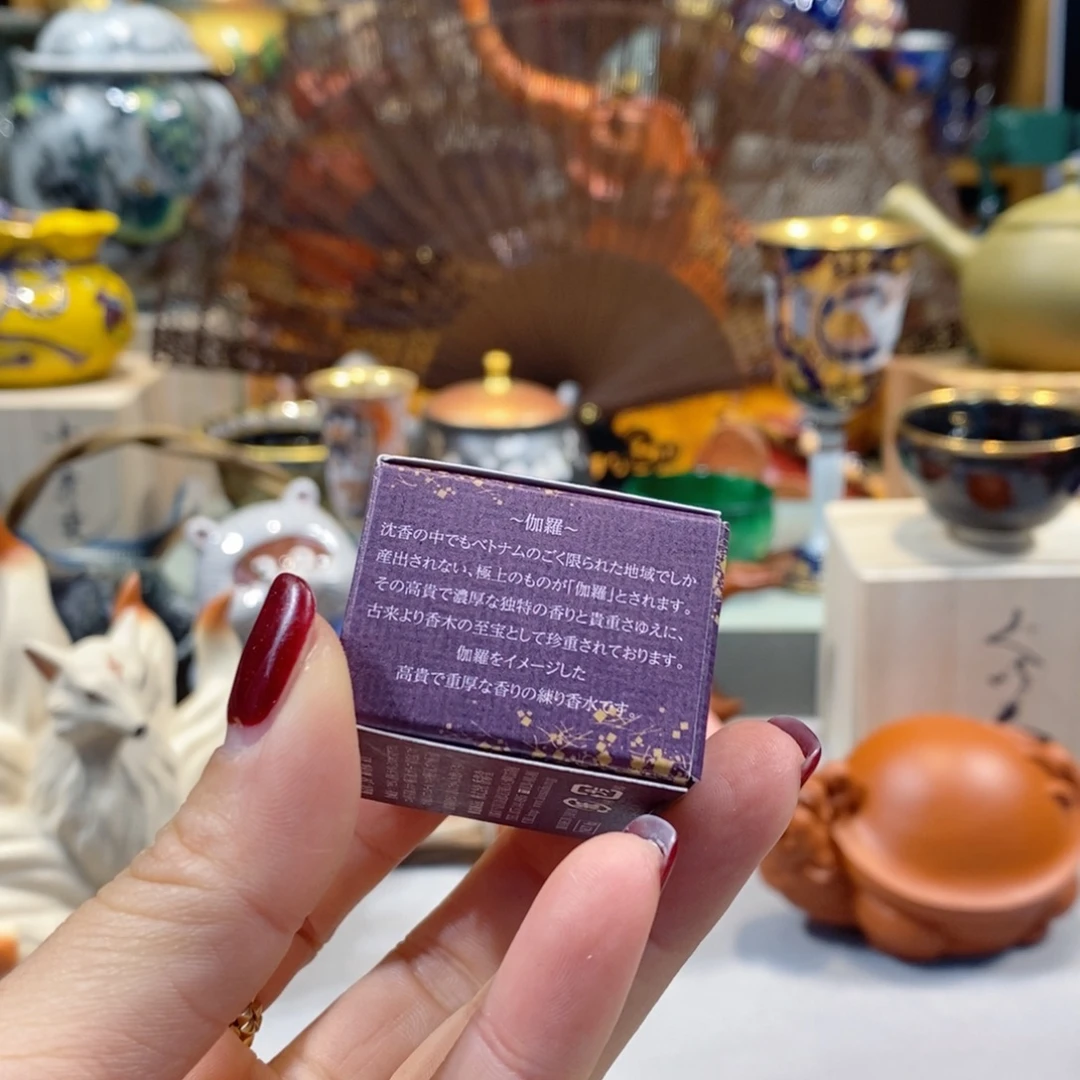 ~伽羅~
沈香の中でもベトナムのごく限られた地域でしか
産出されない、極上のものが「伽羅」とされます。
その高貴で濃厚な独特の香りと貴重さゆえに、
古来より香木の至宝として珍重されております。
伽羅をイメージした
高貴で重厚な香りの練り香水です。